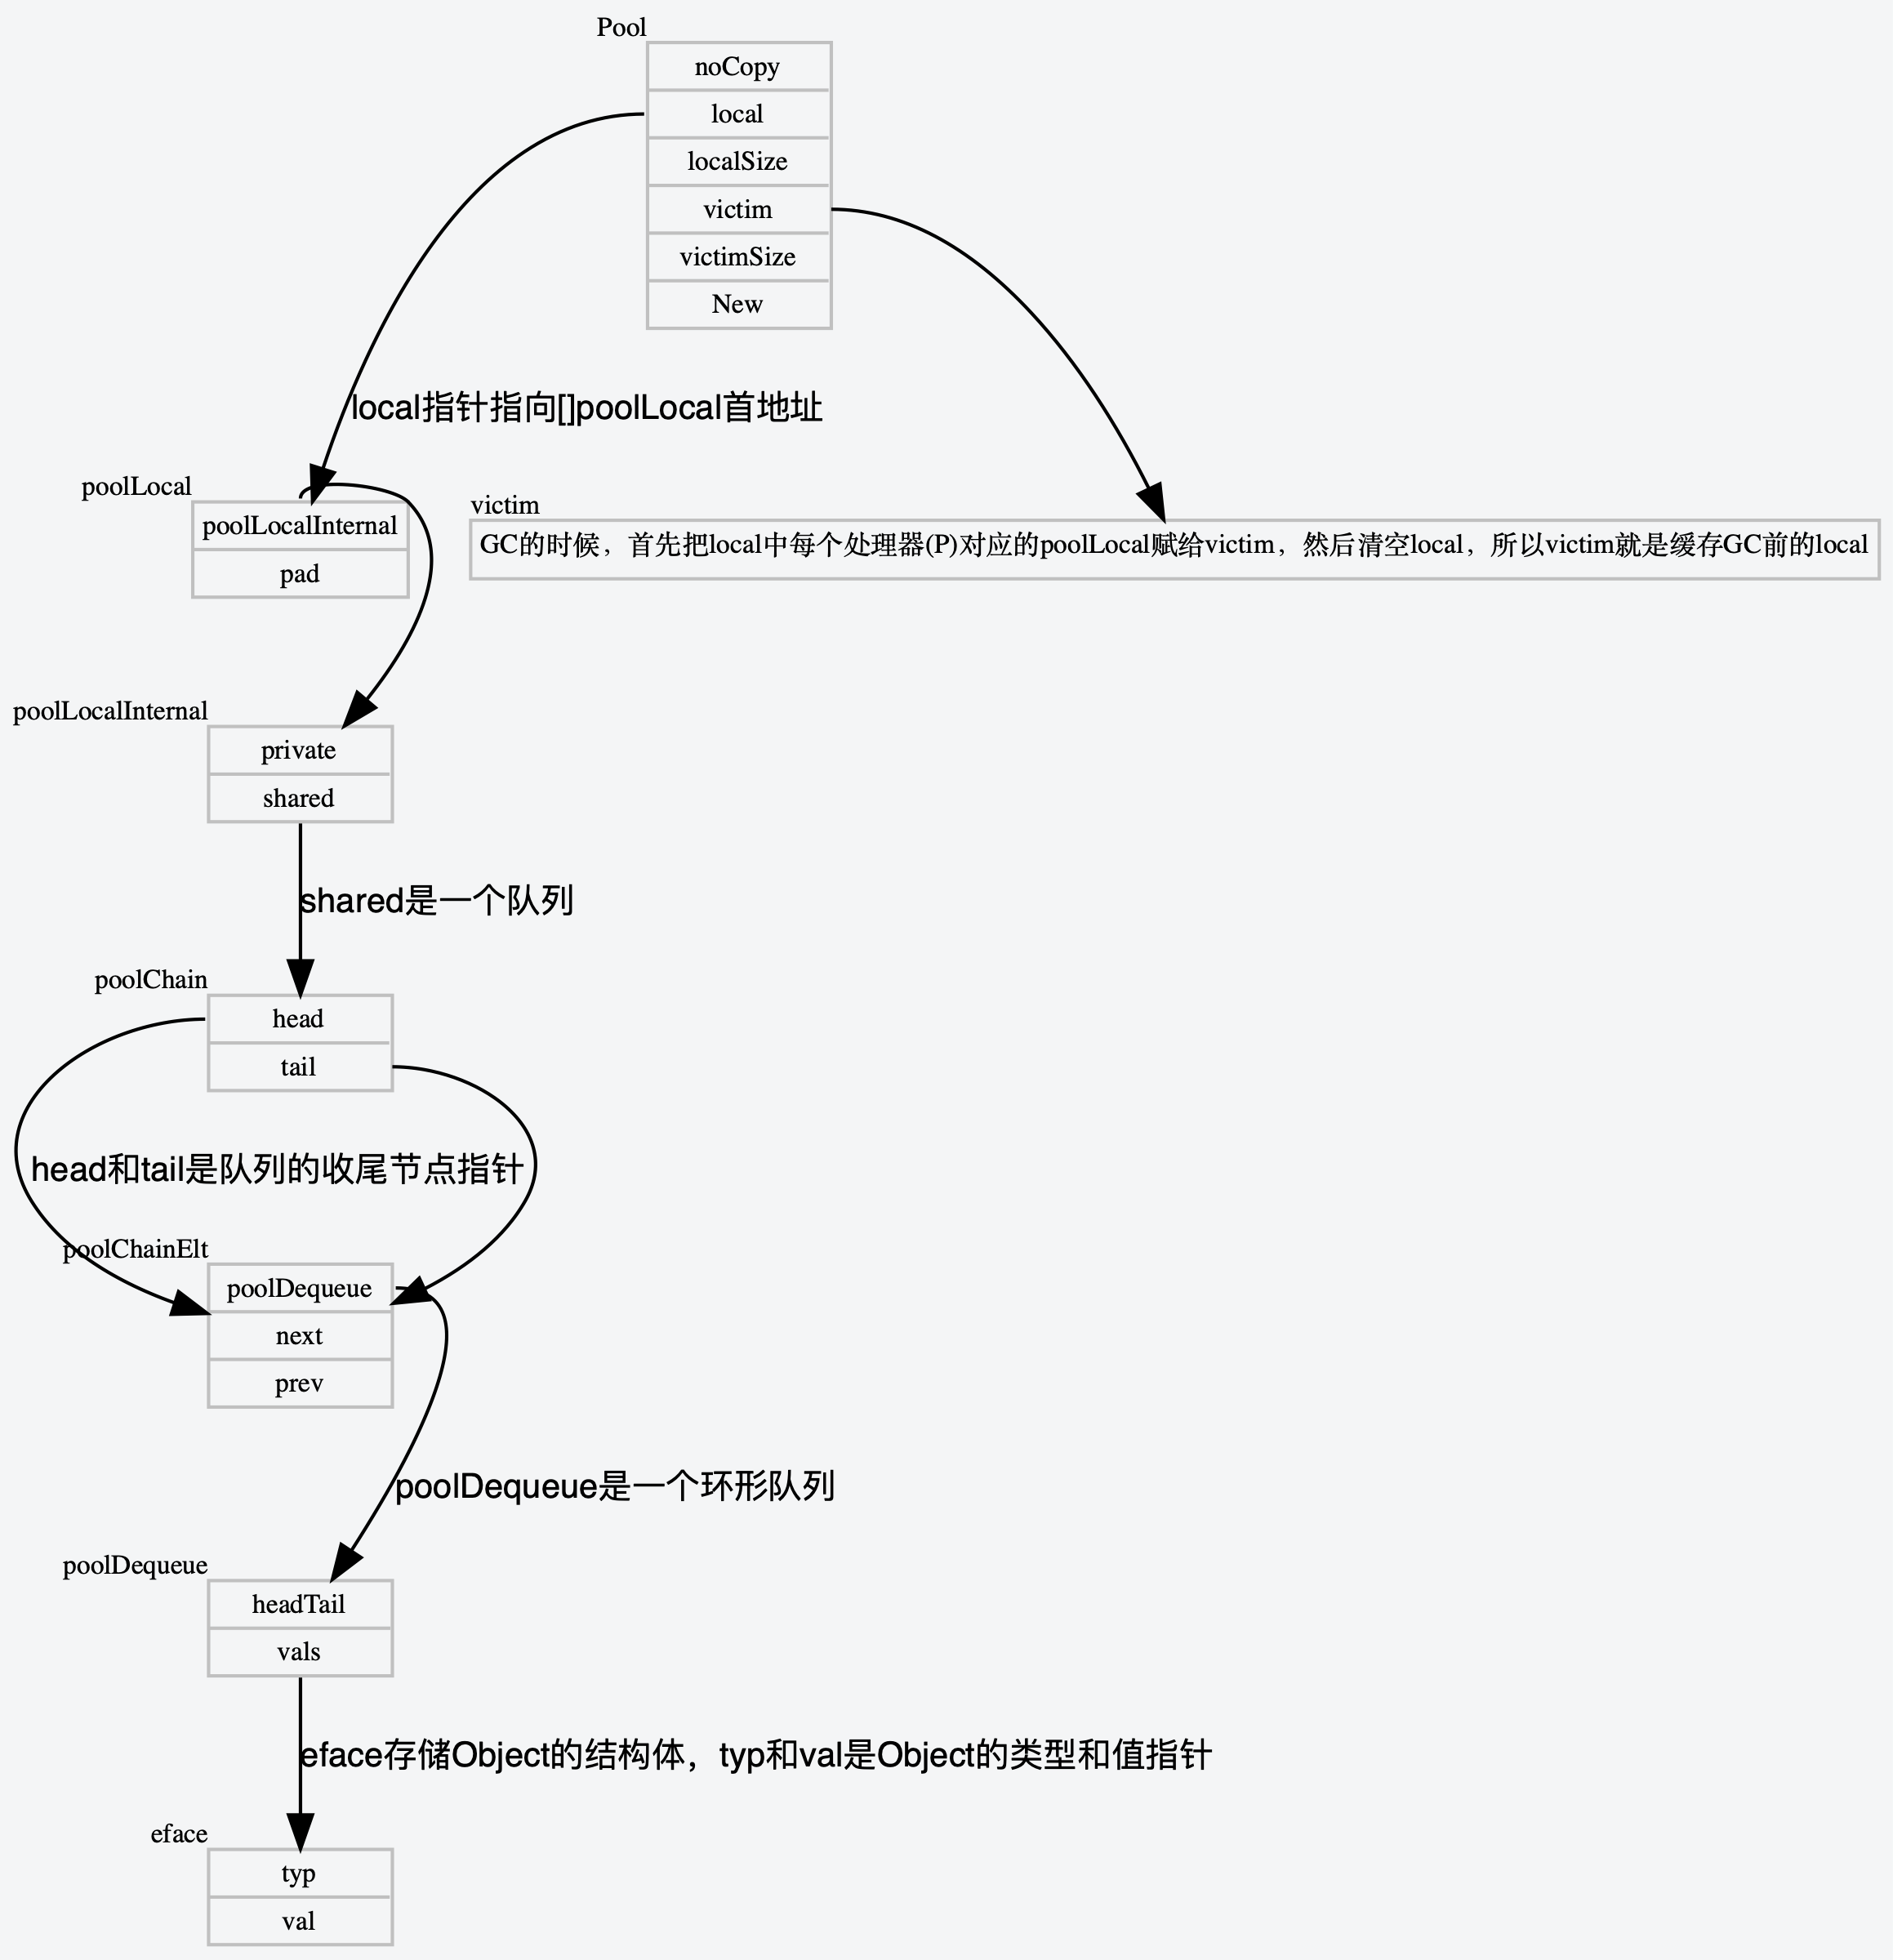 Pool
noCopy
local
localSize
victim
victimSize
New
local指针指向[]poolLocal首地址
poolLocal
poolLocalInternal
pad
victim
GC的时候，首先把local中每个处理器(P)对应的poolLocal赋给victim，然后清空local，所以victim就是缓存GC前的local
poolLocalInternal
private
shared
shared是一个队列
poolChain
head
tail
head和tail是队列的收尾节点指针
poolChainElt
poolDequeue
next
prev
poolDequeue是一个环形队列
poolDequeue
headTail
vals
eface存储Object的结构体，typ和val是Object的类型和值指针
eface
typ
val